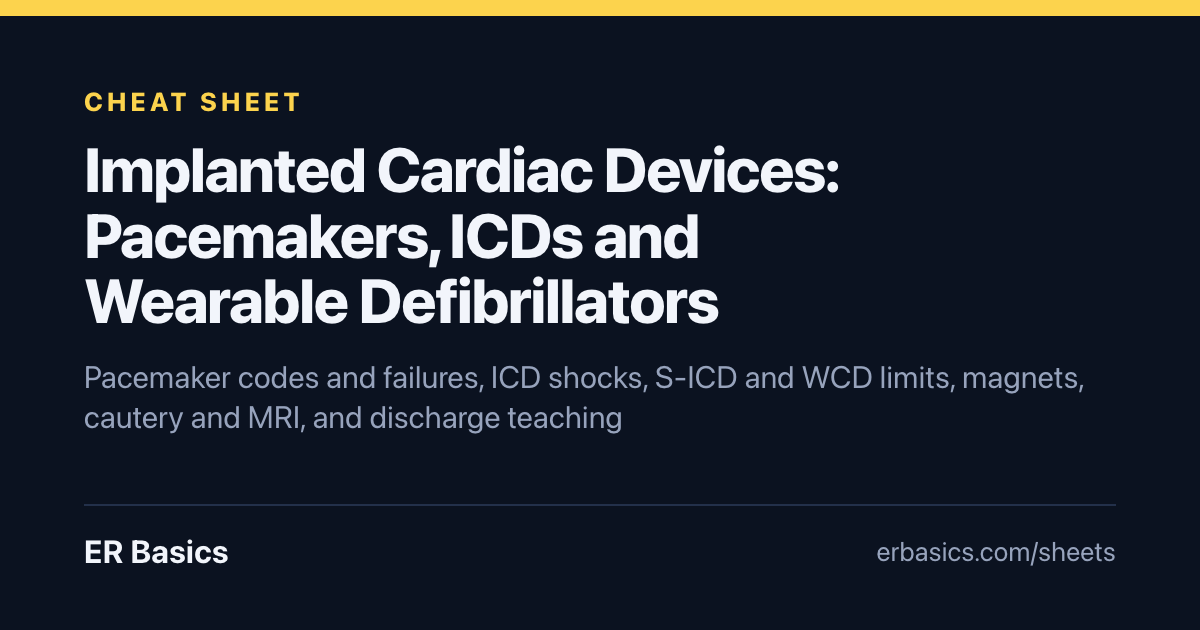 CHEAT SHEET
Implanted Cardiac Devices:
Pacemakers, ICDs and
Wearable Defibrillators
Pacemaker codes and failures, ICD shocks, S-ICD and WCD limits, magnets,
cautery and MRI, and discharge teaching
ER Basics
erbasics.com/sheets